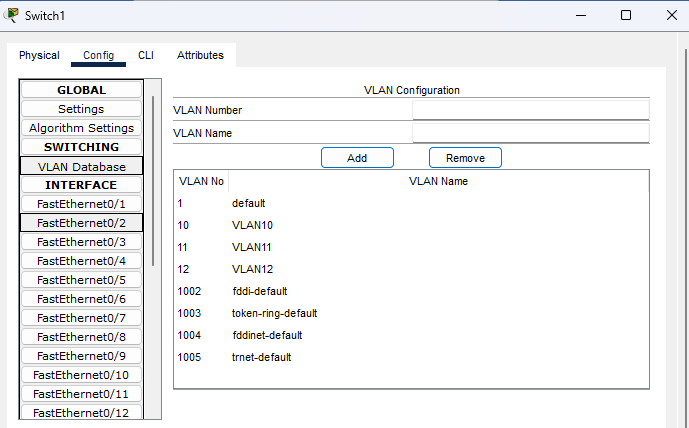 Switch1
Physical Config CLI Attributes
GLOBAL
Settings
Algorithm Settings
SWITCHING
VLAN Database
INTERFACE
FastEthernet0/1
FastEthernet0/2
FastEthernet0/3
FastEthernet0/4
FastEthernet0/5
FastEthernet0/6
FastEthernet0/7
FastEthernet0/8
FastEthernet0/9
FastEthernet0/10
FastEthernet0/11
FastEthernet0/12
VLAN Configuration
VLAN Number
VLAN Name
Add Remove
VLAN No VLAN Name
1 default
10 VLAN10
11 VLAN11
12 VLAN12
1002 fddi-default
1003 token-ring-default
1004 fddinet-default
1005 trnet-default